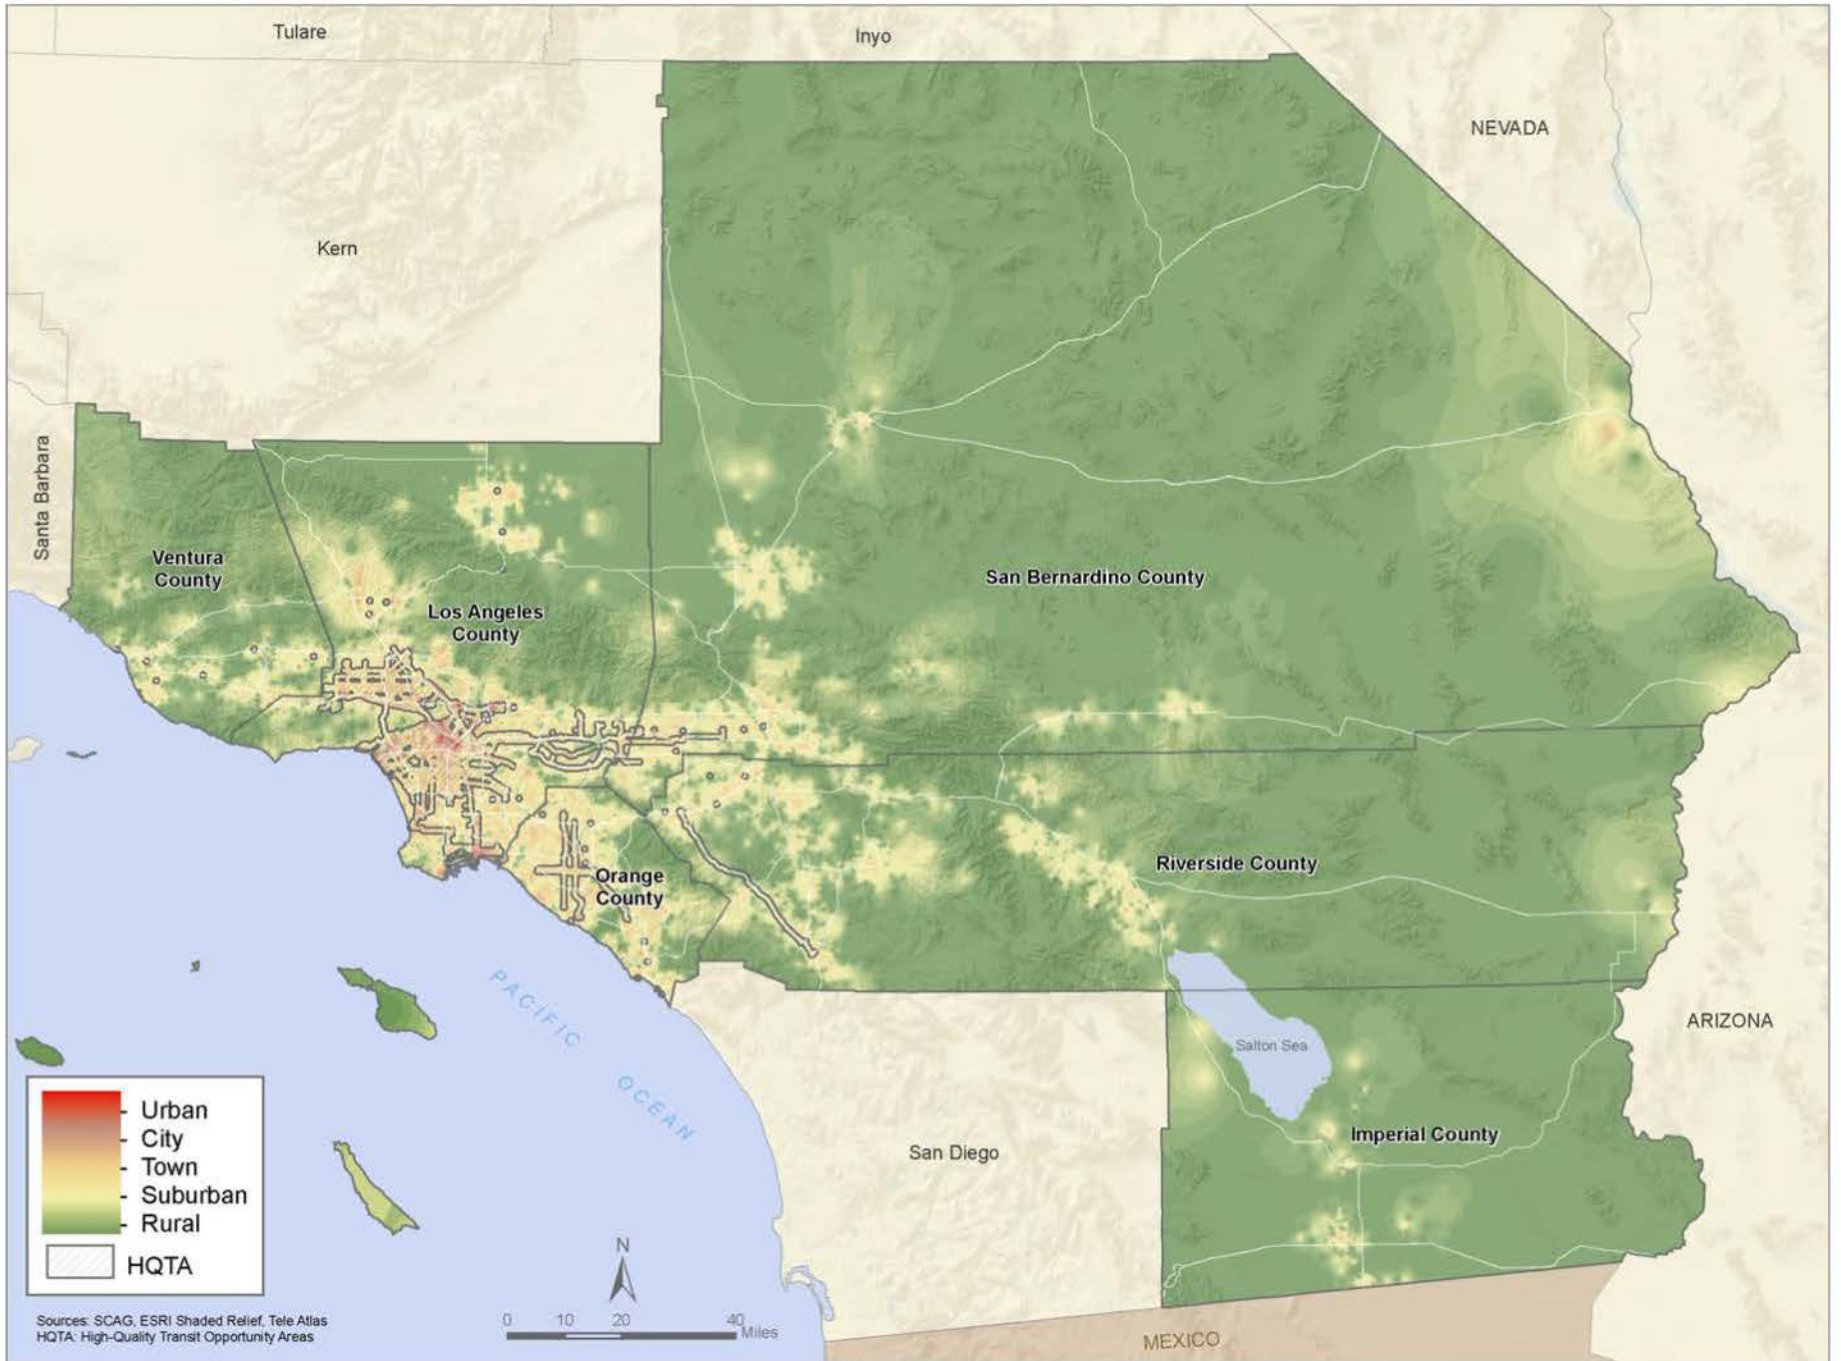 Tulare
Inyo
NEVADA
Kern
Santa Barbara
Ventura
County
Los Angeles
County
San Bernardino County
Orange
County
Riverside County
PACIFIC
OCEAN
Salton Sea
ARIZONA
San Diego
Imperial County
Urban
City
Town
Suburban
Rural
HQTA
N
0 10 20 40
Miles
Sources: SCAG, ESRI Shaded Relief, Tele Atlas
HQTA: High-Quality Transit Opportunity Areas
MEXICO